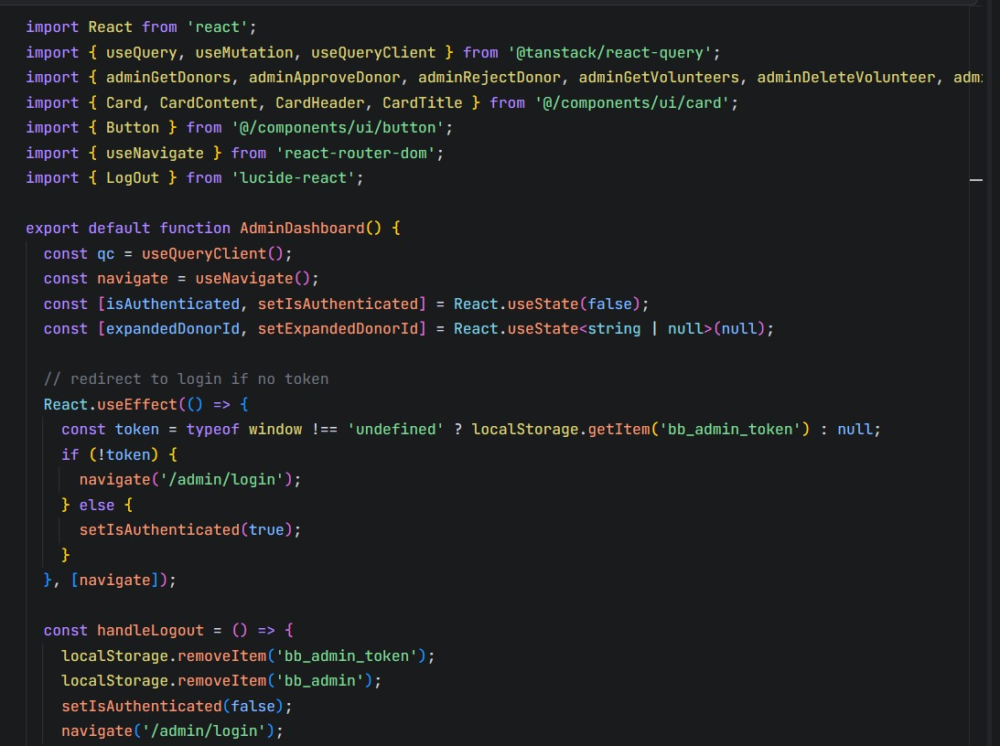 import React from 'react';
import { useQuery, useMutation, useQueryClient } from '@tanstack/react-query';
import { adminGetDonors, adminApproveDonor, adminRejectDonor, adminGetVolunteers, adminDeleteVolunteer, adm
import { Card, CardContent, CardHeader, CardTitle } from '@/components/ui/card';
import { Button } from '@/components/ui/button';
import { useNavigate } from 'react-router-dom';
import { LogOut } from 'lucide-react';

export default function AdminDashboard() {
  const qc = useQueryClient();
  const navigate = useNavigate();
  const [isAuthenticated, setIsAuthenticated] = React.useState(false);
  const [expandedDonorId, setExpandedDonorId] = React.useState<string | null>(null);

  // redirect to login if no token
  React.useEffect(() => {
    const token = typeof window !== 'undefined' ? localStorage.getItem('bb_admin_token') : null;
    if (!token) {
      navigate('/admin/login');
    } else {
      setIsAuthenticated(true);
    }
  }, [navigate]);

  const handleLogout = () => {
    localStorage.removeItem('bb_admin_token');
    localStorage.removeItem('bb_admin');
    setIsAuthenticated(false);
    navigate('/admin/login');